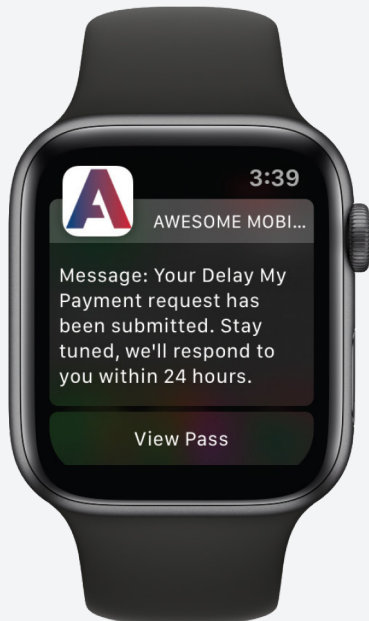 3:39
AWESOME MOBI...
Message: Your Delay My
Payment request has
been submitted. Stay
tuned, we'll respond to
you within 24 hours.
View Pass